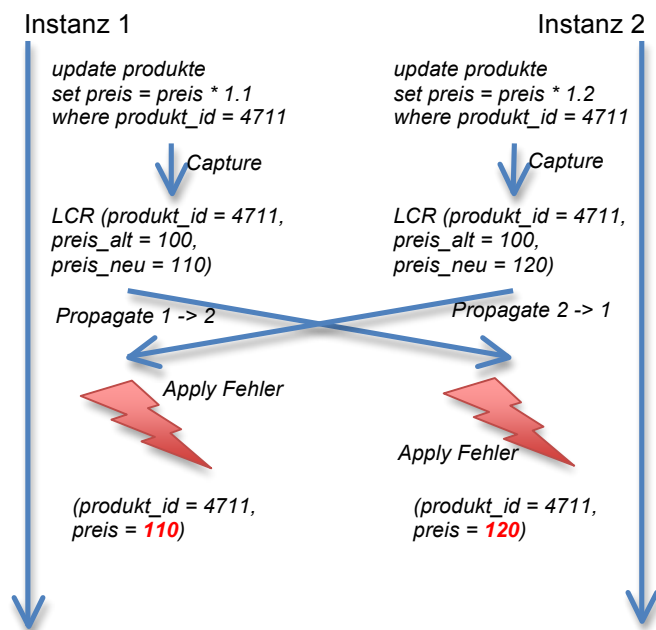 Instanz 1
Instanz 2
update produkte
set preis = preis * 1.1
where produkt_id = 4711
update produkte
set preis = preis * 1.2
where produkt_id = 4711
Capture
Capture
LCR (produkt_id = 4711,
preis_alt = 100,
preis_neu = 110)
LCR (produkt_id = 4711,
preis_alt = 100,
preis_neu = 120)
Propagate 1 -> 2
Propagate 2 -> 1
Apply Fehler
Apply Fehler
(produkt_id = 4711,
preis = 110)
(produkt_id = 4711,
preis = 120)